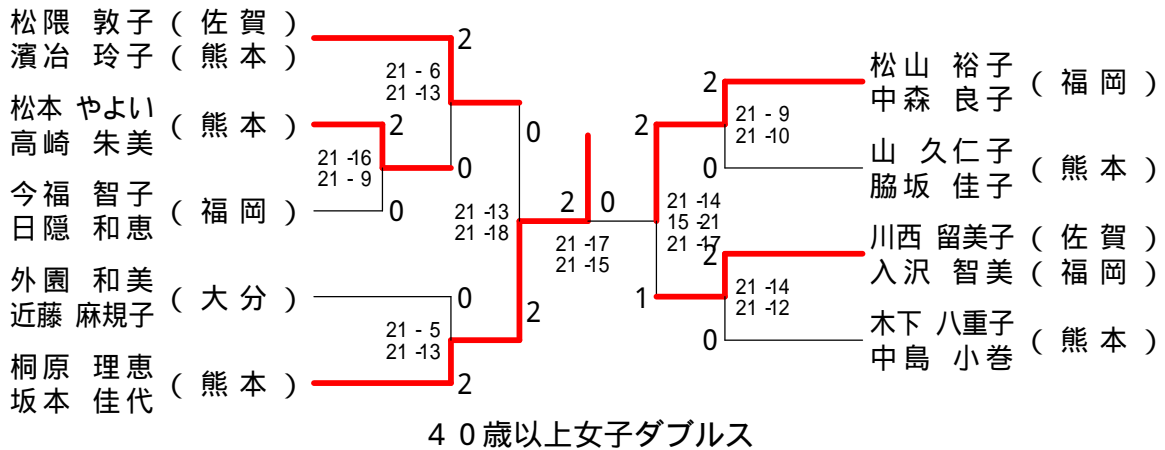 松隈 敦子 ( 佐賀 )
濱冶 玲子 ( 熊本 )
松本 やよい
高崎 朱美
( 熊本 )
今福 智子
日隠 和恵
( 福岡 )
外園 和美
近藤 麻規子
( 大分 )
桐原 理恵
坂本 佳代
( 熊本 )
2
21 - 6
21 -13
0
2
21 -16
21 - 9
0
0
21 -13
21 -18
2
0
21 - 5
21 -13
2
2 0
21 -17
21 -15
2
21 -14
15 -21
21 -17
1
2
21 - 9
21 -10
0
2
21 -14
21 -12
0
松山 裕子
中森 良子
( 福岡 )
山 久仁子
脇坂 佳子
( 熊本 )
川西 留美子 ( 佐賀 )
入沢 智美 ( 福岡 )
木下 八重子
中島 小巻
( 熊本 )
40歳以上女子ダブルス